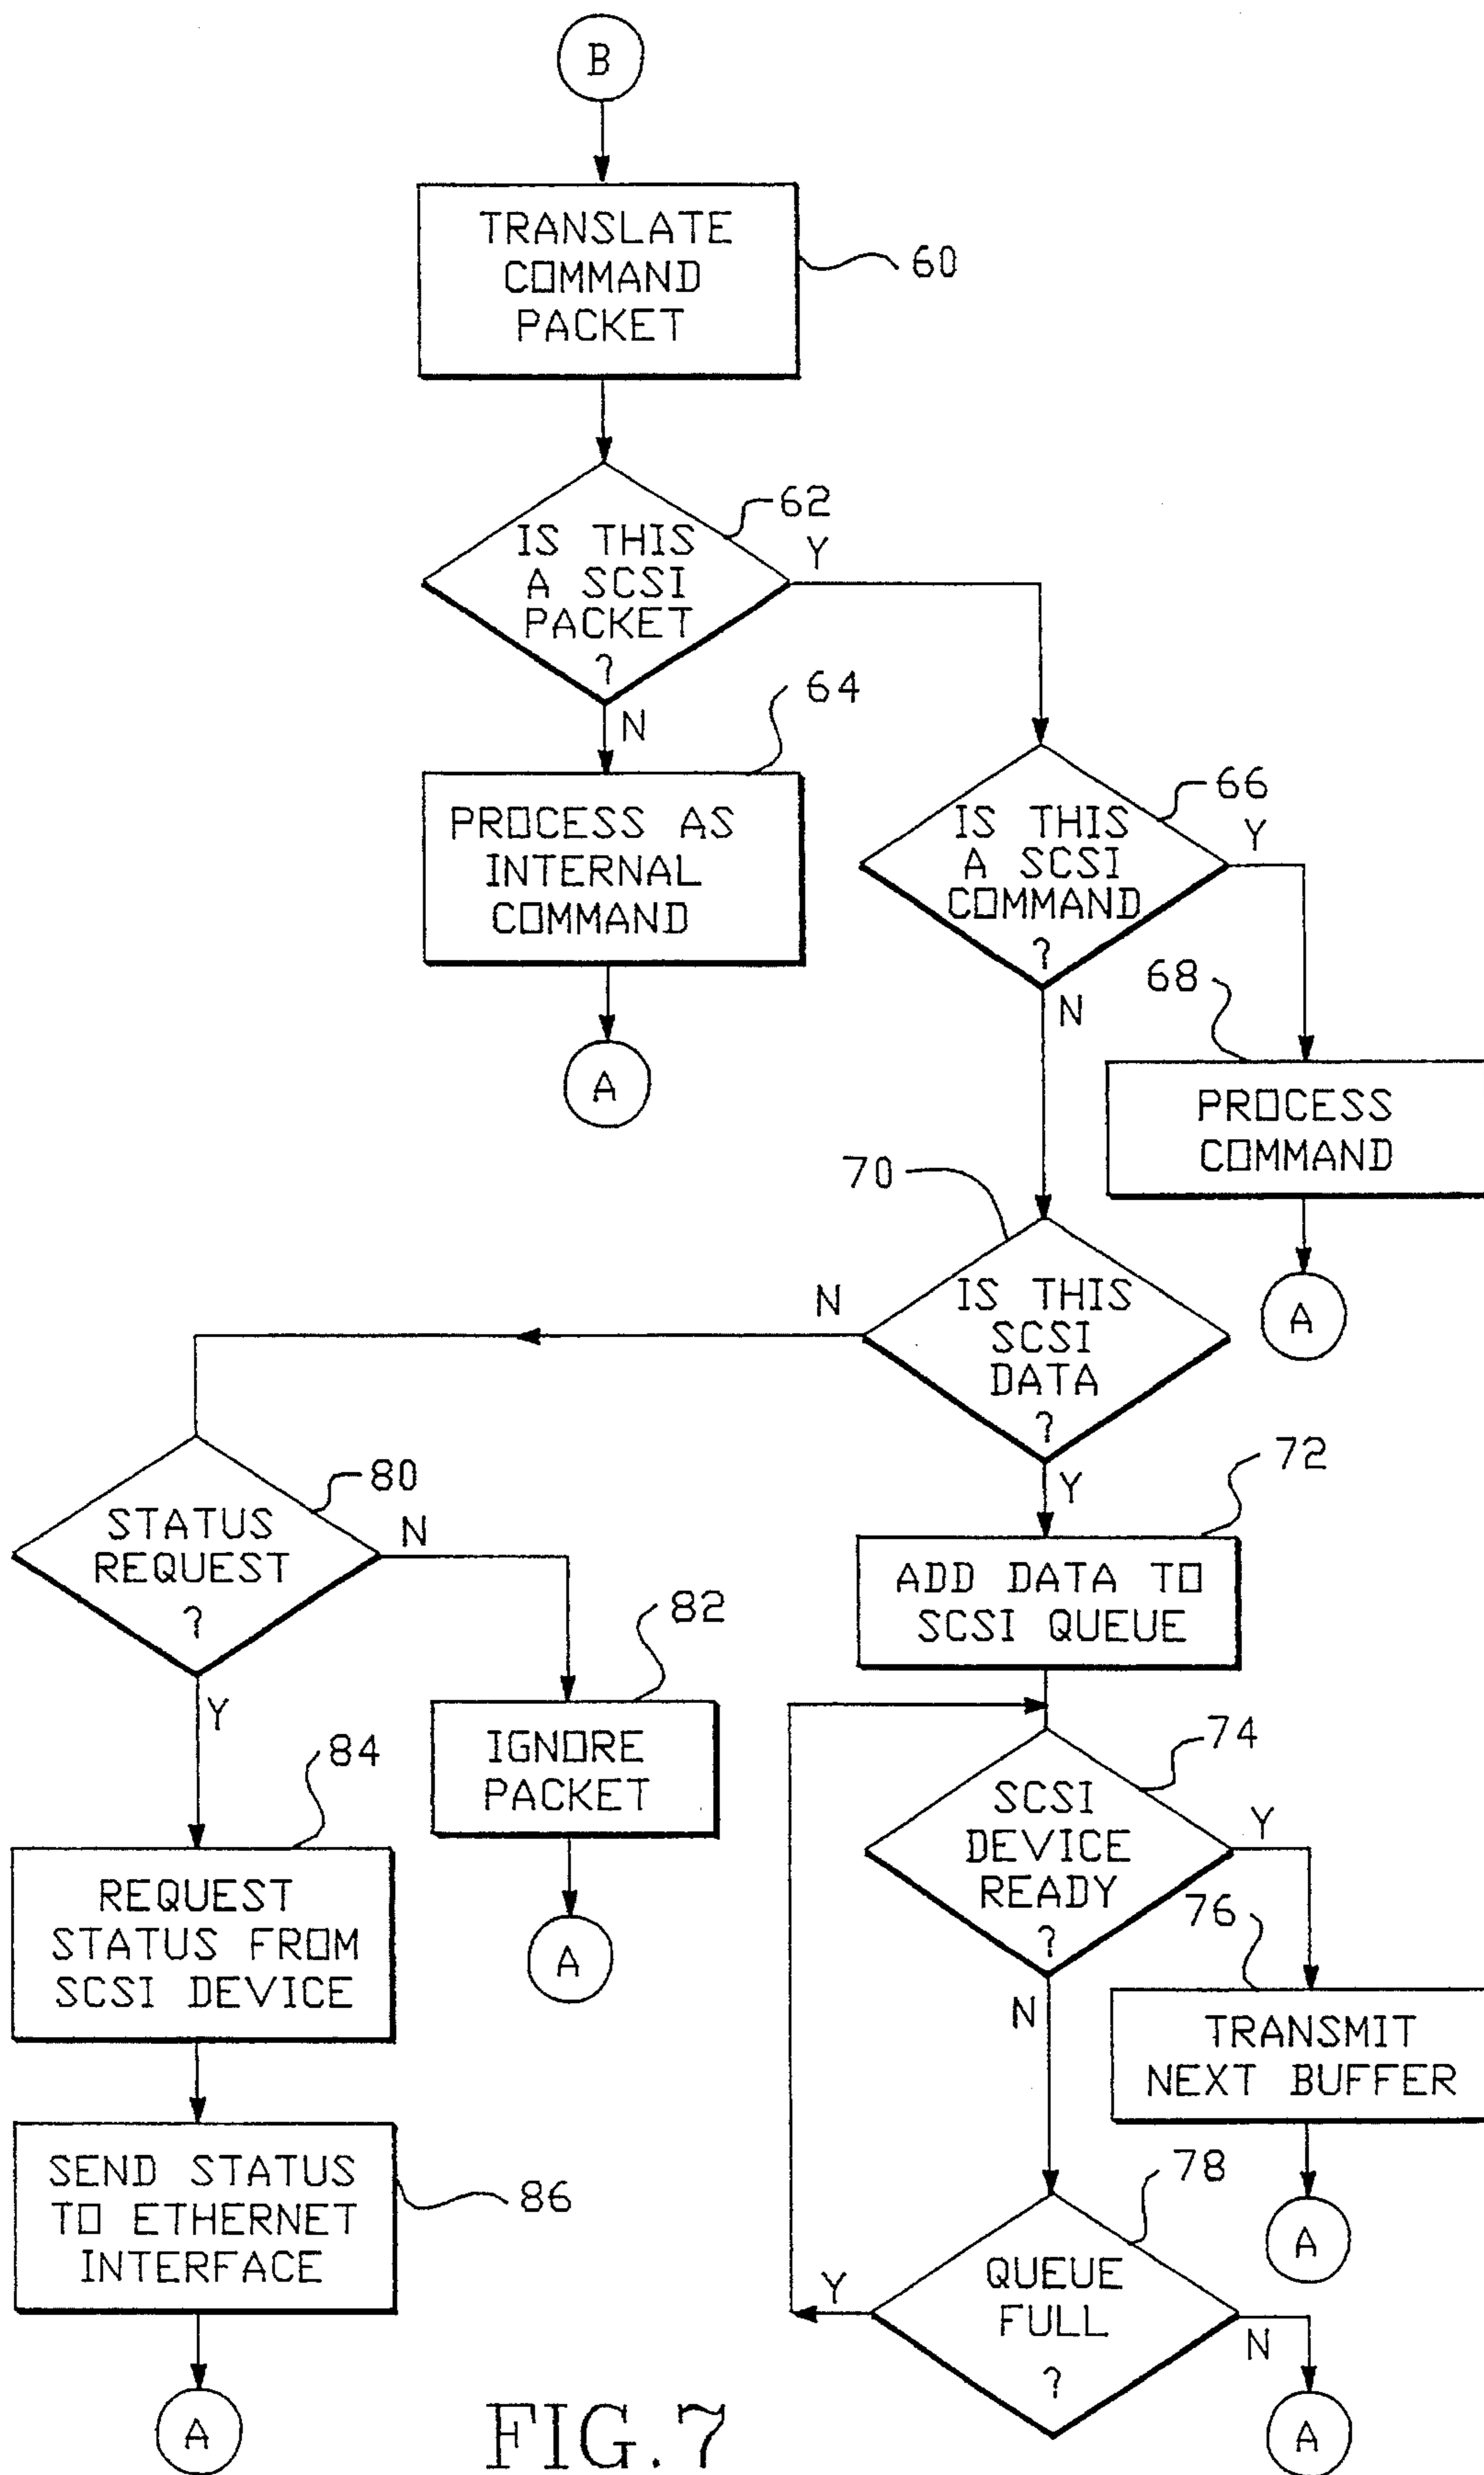 B
TRANSLATE
COMMAND
PACKET
60
IS THIS
A SCSI
PACKET
?
62
Y
N
64
PROCESS AS
INTERNAL
COMMAND
A
66
IS THIS
A SCSI
COMMAND
?
Y
N
68
PROCESS
COMMAND
A
70
IS THIS
SCSI
DATA
?
N
Y
72
ADD DATA TO
SCSI QUEUE
80
STATUS
REQUEST
?
N
Y
82
IGNORE
PACKET
A
84
REQUEST
STATUS FROM
SCSI DEVICE
SEND STATUS
TO ETHERNET
INTERFACE
86
A
74
SCSI
DEVICE
READY
?
Y
N
76
TRANSMIT
NEXT BUFFER
A
78
QUEUE
FULL
?
Y
N
A
FIG. 7